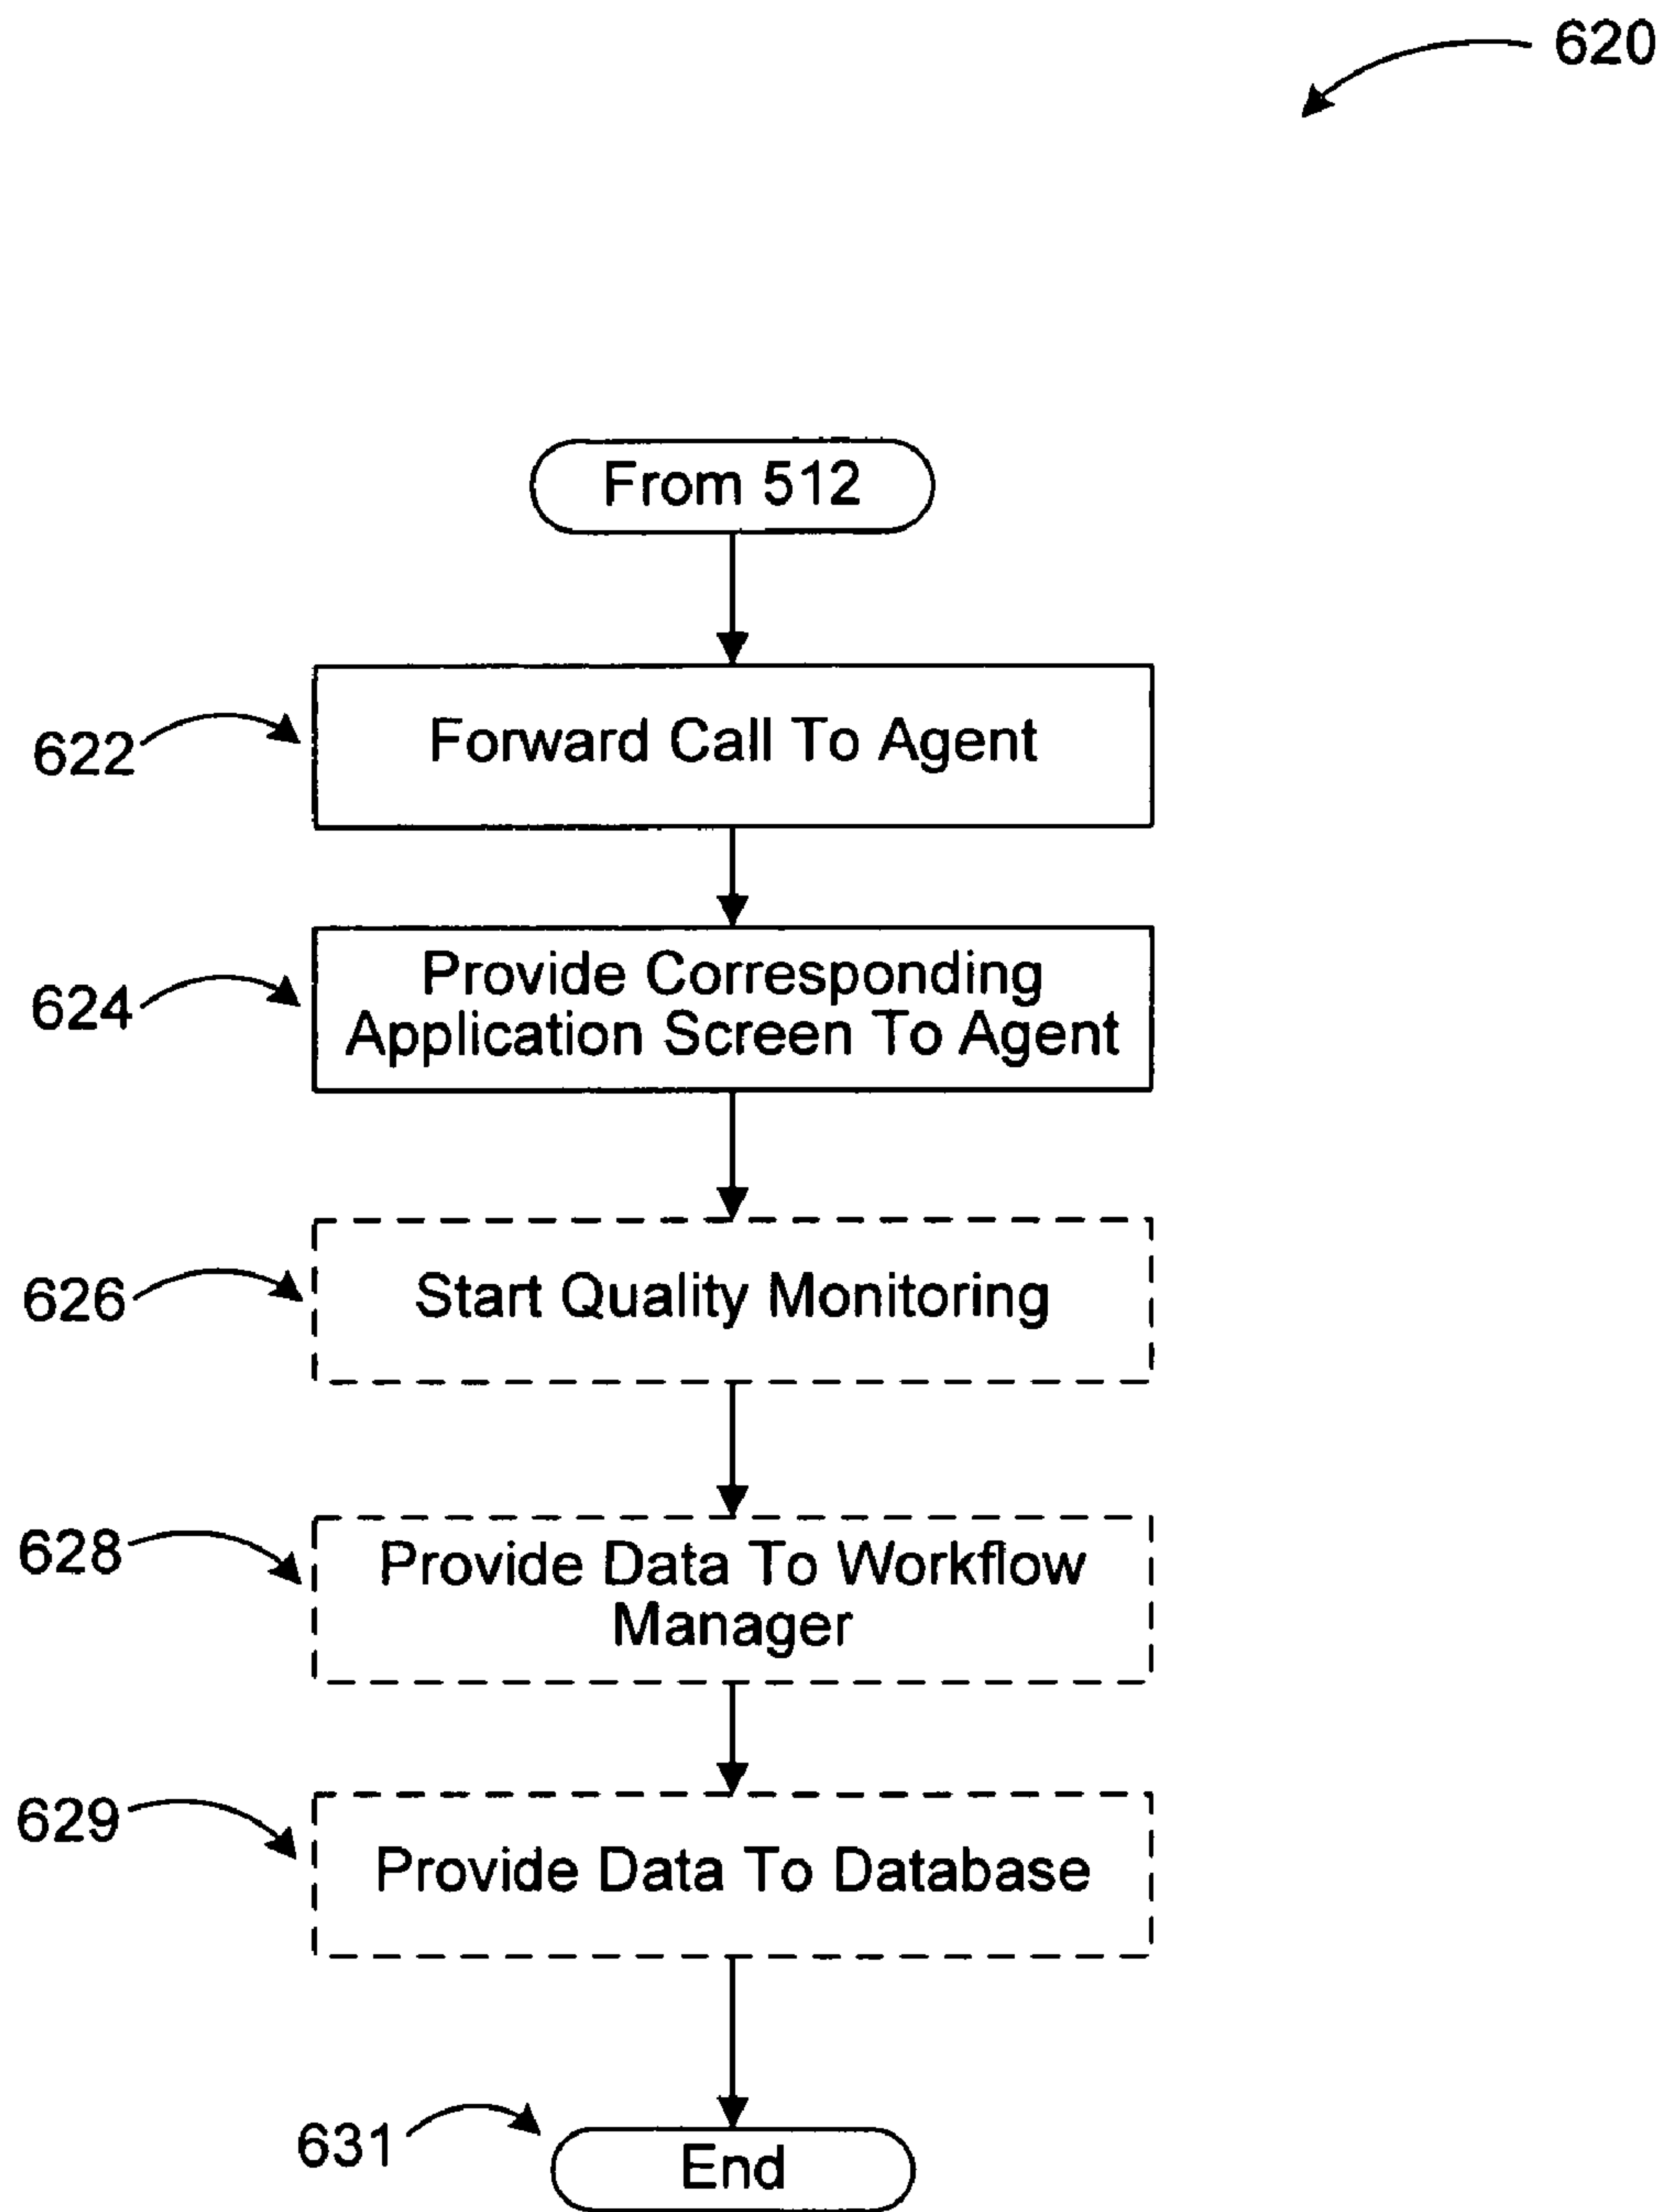 620
From 512
622
Forward Call To Agent
624
Provide Corresponding
Application Screen To Agent
626
Start Quality Monitoring
628
Provide Data To Workflow
Manager
629
Provide Data To Database
631
End